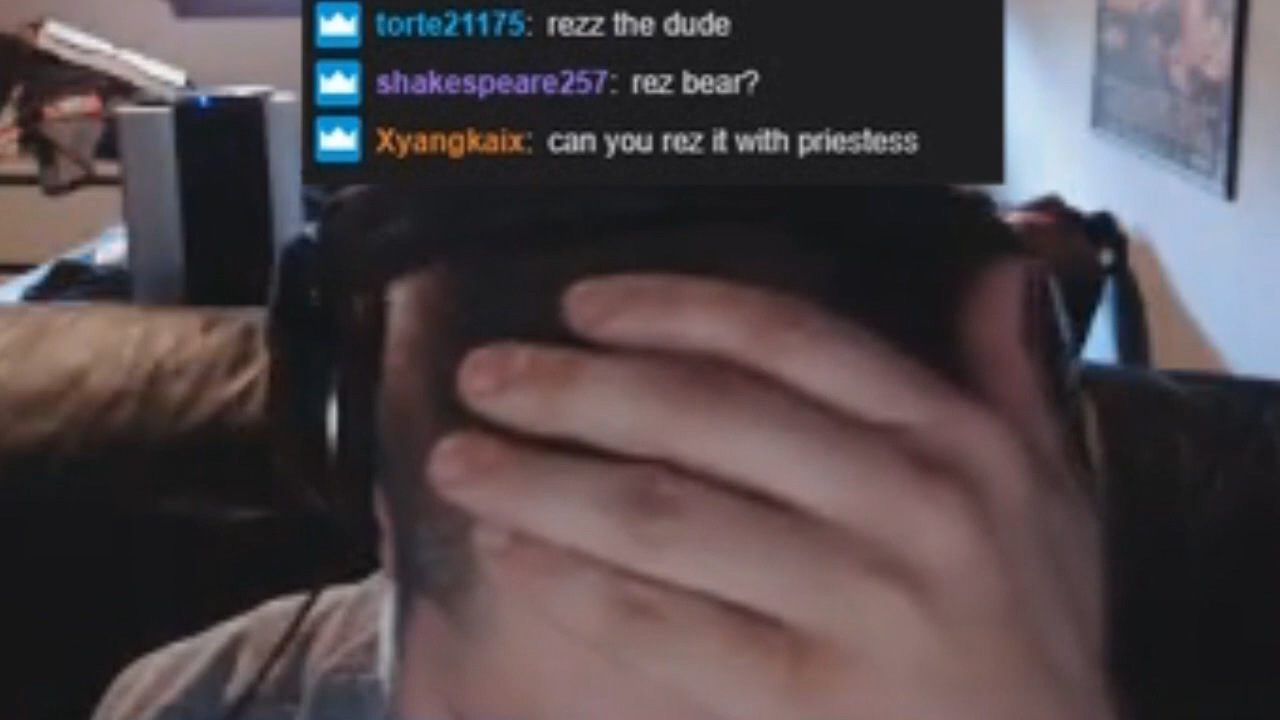 torte21175: rezz the dude
shakespeare257: rez bear?
Xyangkaix: can you rez it with priestess